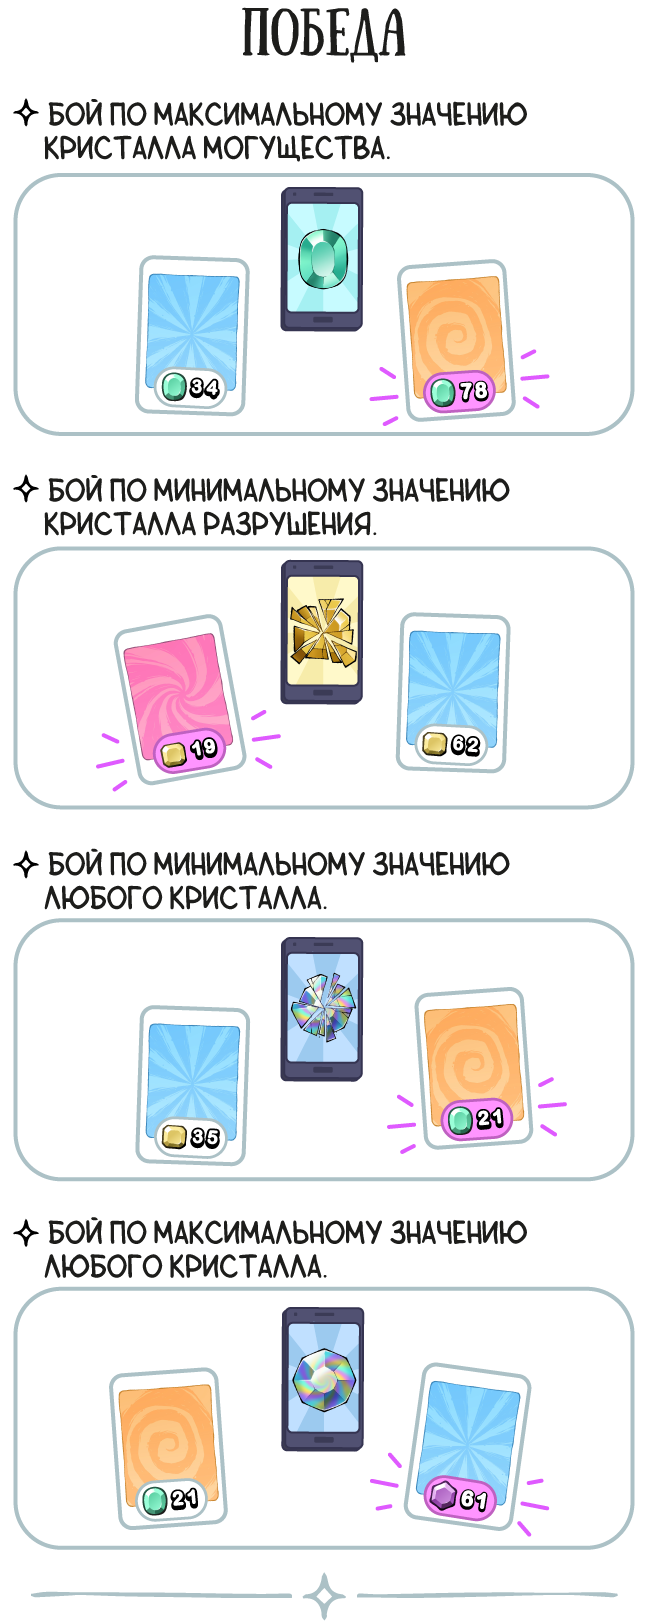 ПОБЕДА
БОЙ ПО МАКСИМАЛЬНОМУ ЗНАЧЕНИЮ
КРИСТАЛЛА МОГУЩЕСТВА.
34
78
БОЙ ПО МИНИМАЛЬНОМУ ЗНАЧЕНИЮ
КРИСТАЛЛА РАЗРУШЕНИЯ.
19
62
БОЙ ПО МИНИМАЛЬНОМУ ЗНАЧЕНИЮ
ЛЮБОГО КРИСТАЛЛА.
35
21
БОЙ ПО МАКСИМАЛЬНОМУ ЗНАЧЕНИЮ
ЛЮБОГО КРИСТАЛЛА.
21
61